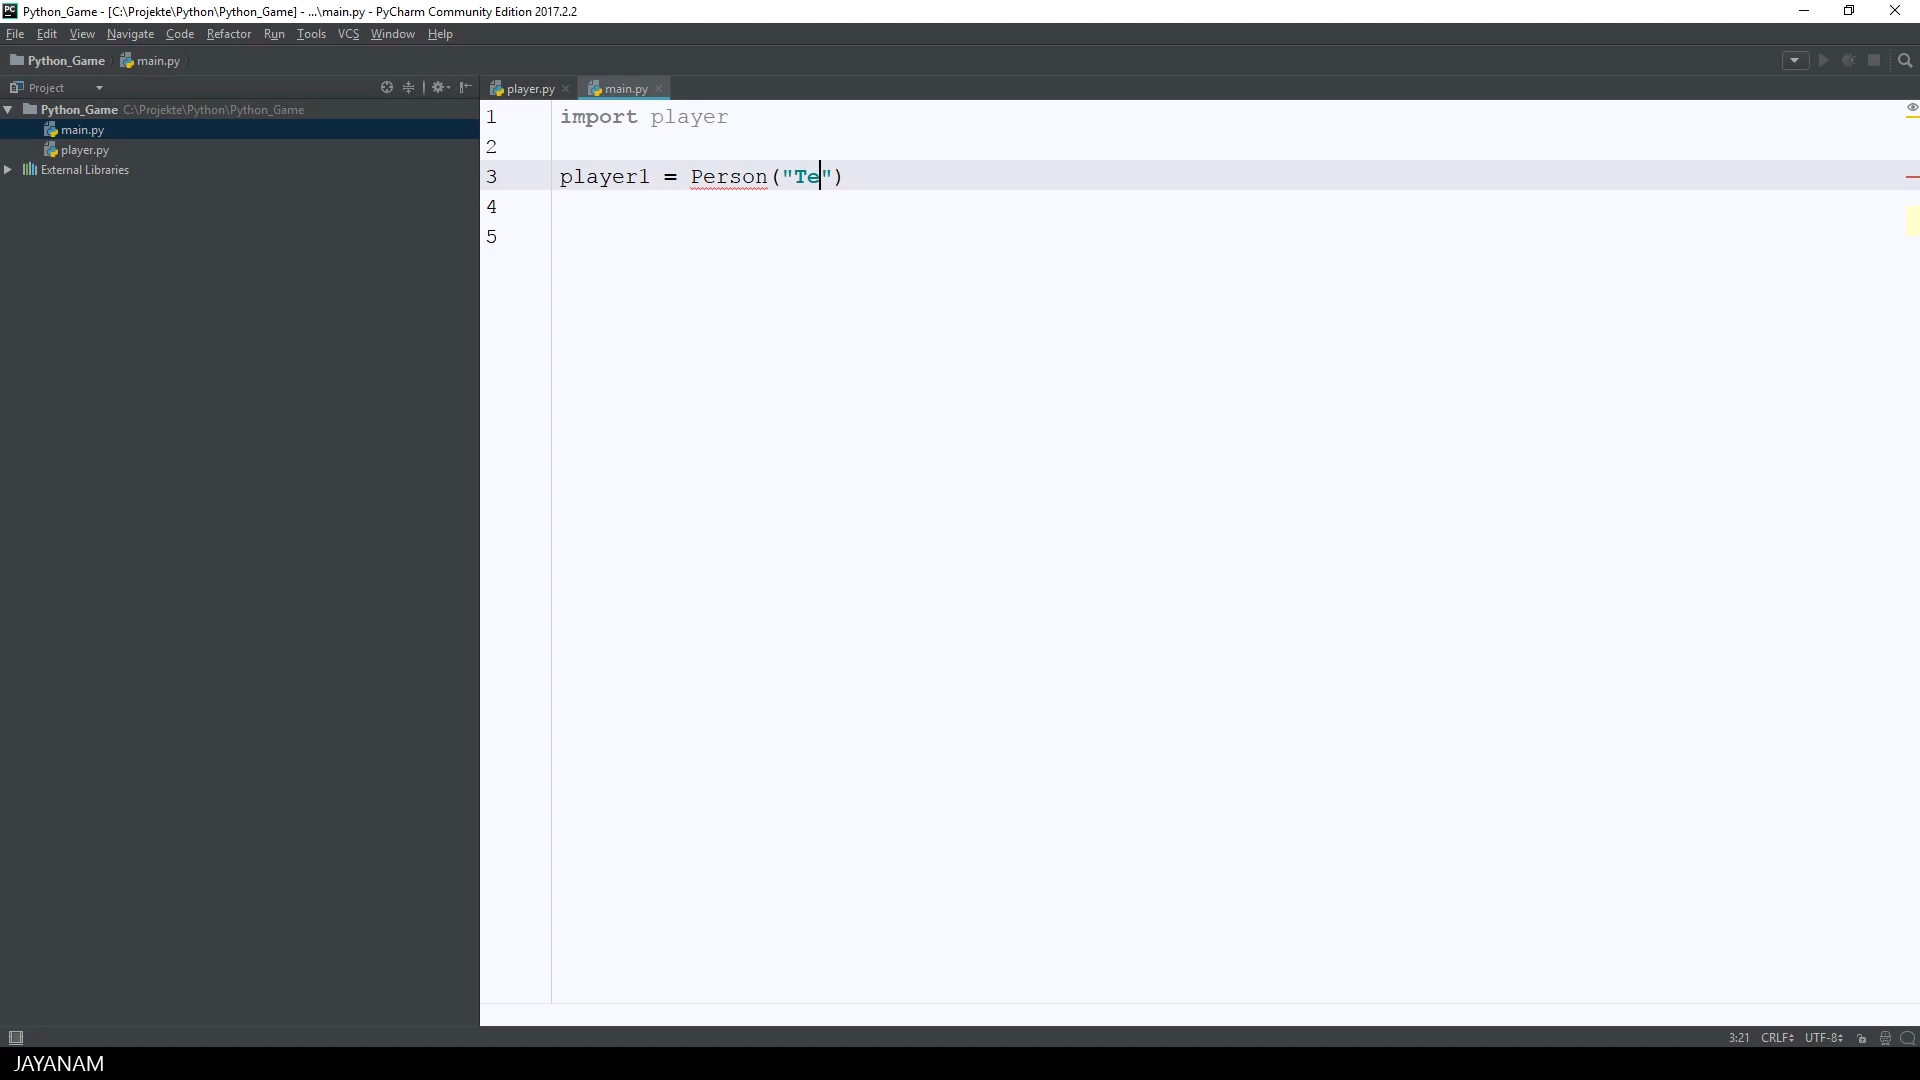 Python_Game - [C:\Projekte\Python\Python_Game] - ...\main.py - PyCharm Community Edition 2017.2.2
File Edit View Navigate Code Refactor Run Tools VCS Window Help
Python_Game main.py
Project
player.py main.py
Python_Game C:\Projekte\Python\Python_Game
main.py
player.py
External Libraries
1 import player
2
3 player1 = Person("Te")
4
5
3:21 CRLF UTF-8
JAYANAM